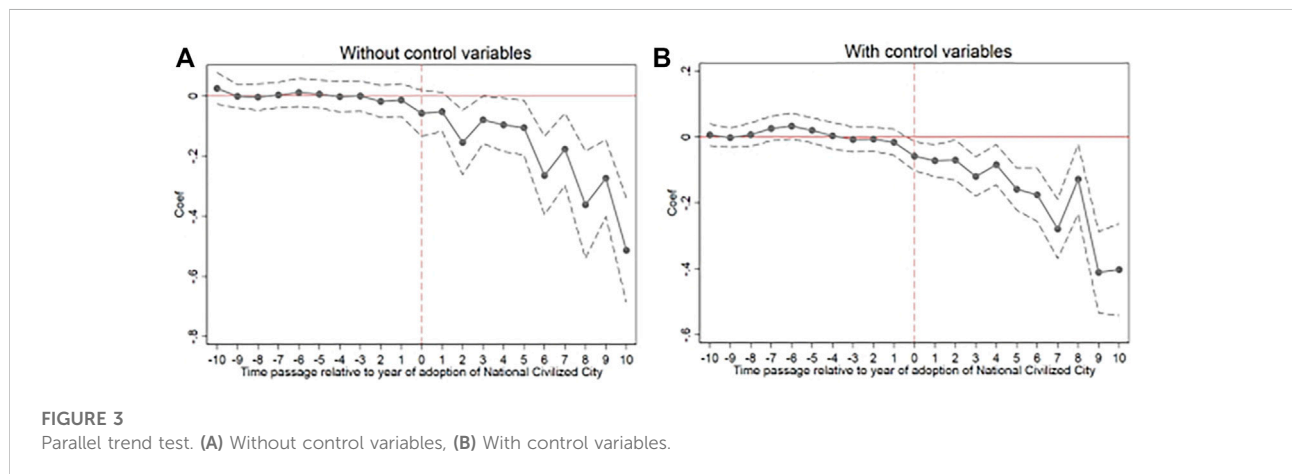 A
Without control variables
0
-.2
-.4
-.6
-.8
Coef
-10 -9 -8 -7 -6 -5 -4 -3 2 1 0 1 2 3 4 5 6 7 8 9 10
Time passage relative to year of adoption of National Civilized City
B
With control variables
.2
0
-.2
-.4
-.6
Coef
-10 -9 -8 -7 -6 -5 -4 -3 2 1 0 1 2 3 4 5 6 7 8 9 10
Time passage relative to year of adoption of National Civilized City
FIGURE 3
Parallel trend test. (A) Without control variables, (B) With control variables.